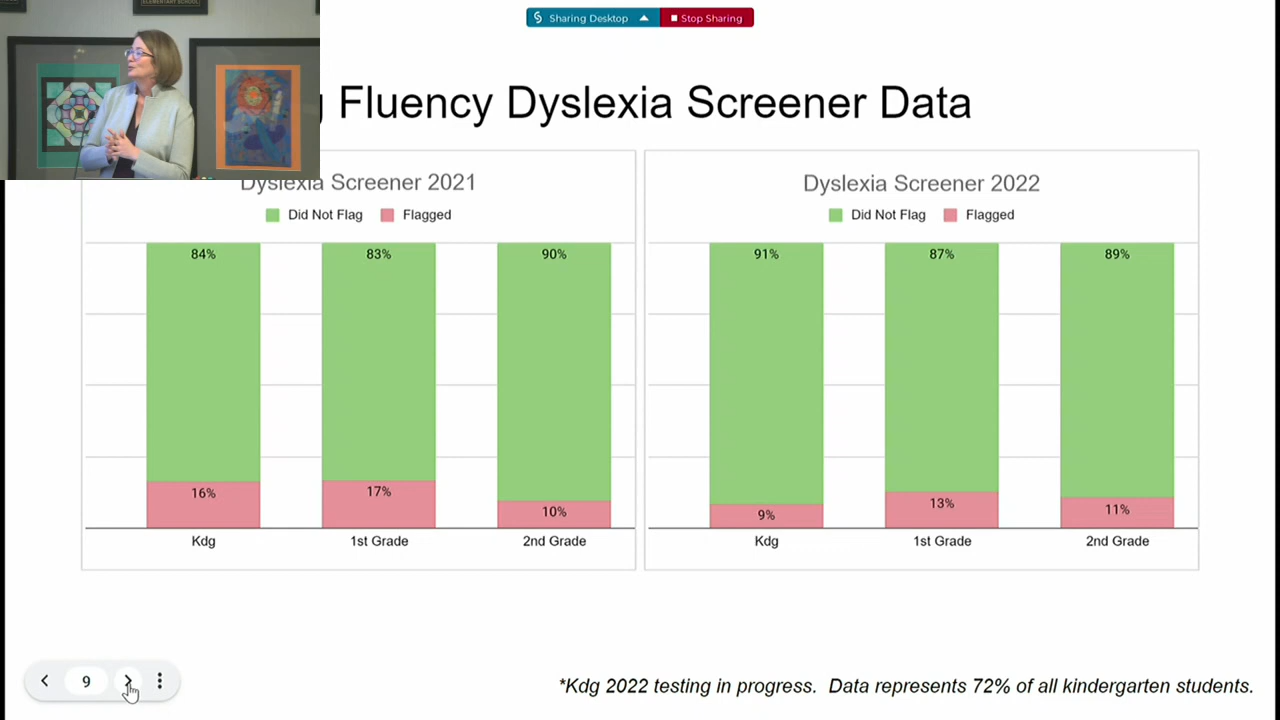 ELEMENTARY SCHOOL
Sharing Desktop
Stop Sharing
Fluency Dyslexia Screener Data
Dyslexia Screener 2021
Did Not Flag
Flagged
84%
83%
90%
16%
17%
10%
Kdg
1st Grade
2nd Grade
Dyslexia Screener 2022
Did Not Flag
Flagged
91%
87%
89%
9%
13%
11%
Kdg
1st Grade
2nd Grade
9
*Kdg 2022 testing in progress. Data represents 72% of all kindergarten students.